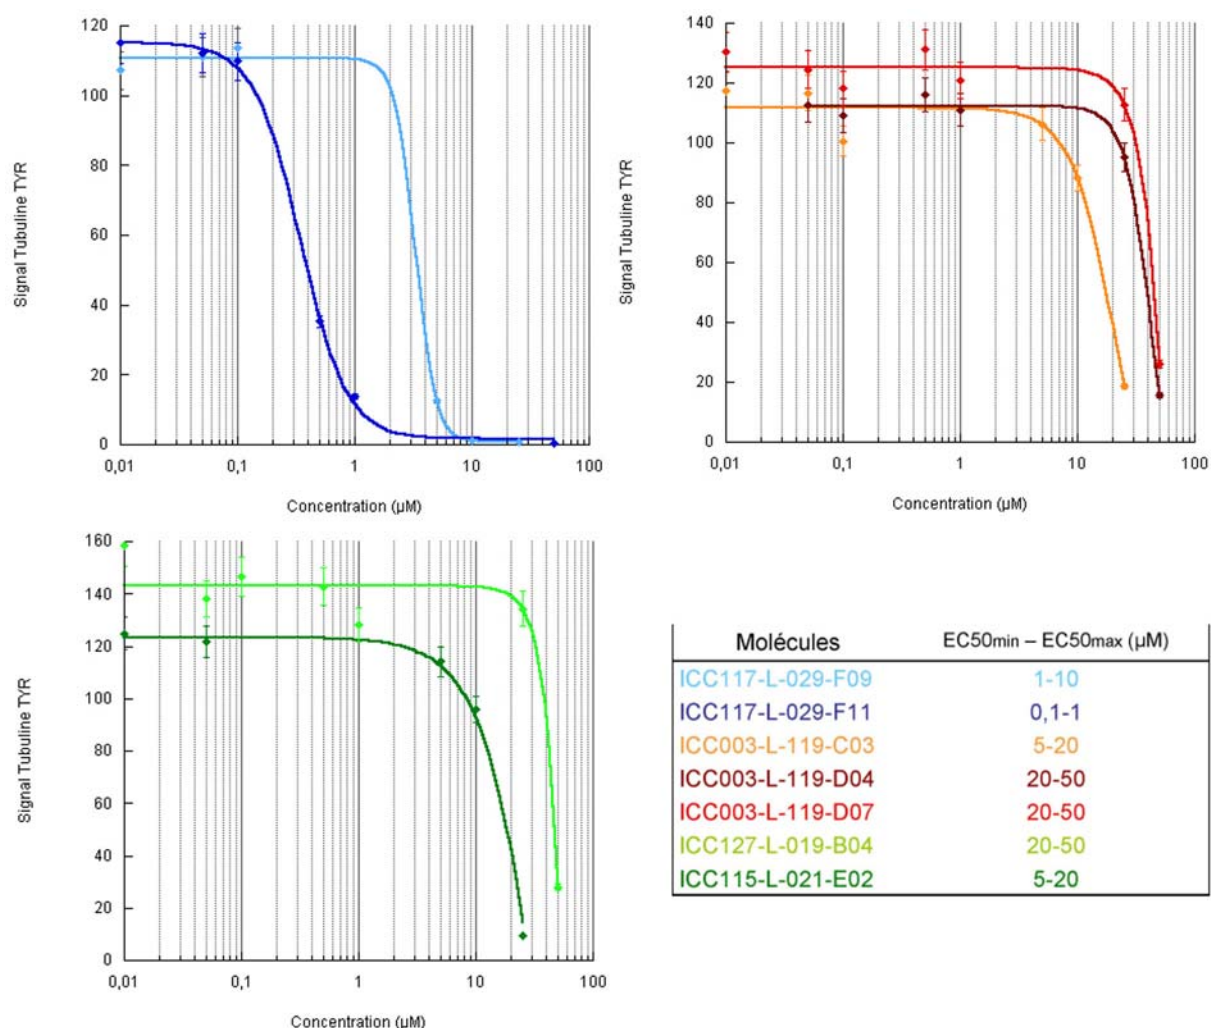 120
100
80
60
40
20
0
Signal Tubuline TYR
0,01 0,1 1 10 100
Concentration (µM)
140
120
100
80
60
40
20
0
Signal Tubuline TYR
0,01 0,1 1 10 100
Concentration (µM)
160
140
120
100
80
60
40
20
0
Signal Tubuline TYR
0,01 0,1 1 10 100
Concentration (µM)
Molécules EC50min – EC50max (µM)
ICC117-L-029-F09 1-10
ICC117-L-029-F11 0,1-1
ICC003-L-119-C03 5-20
ICC003-L-119-D04 20-50
ICC003-L-119-D07 20-50
ICC127-L-019-B04 20-50
ICC115-L-021-E02 5-20